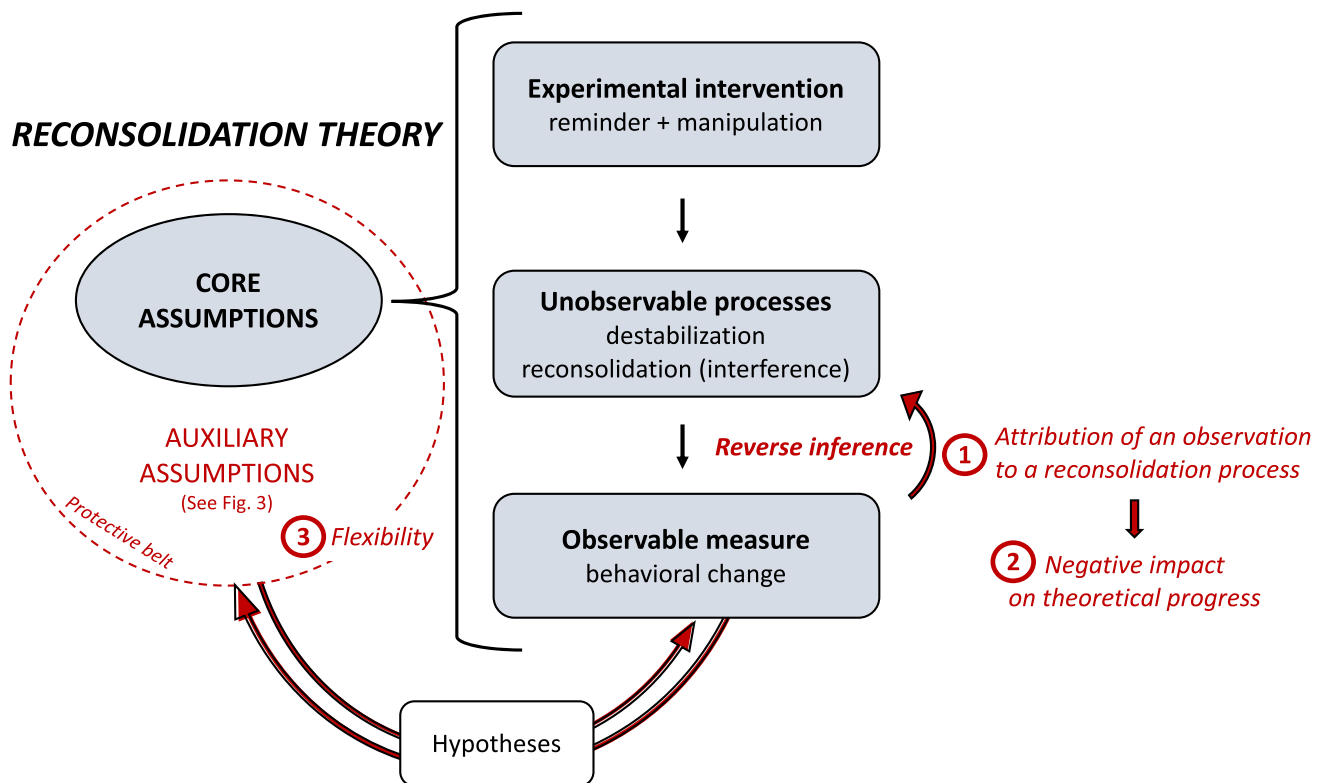 RECONSOLIDATION THEORY
CORE
ASSUMPTIONS
AUXILIARY
ASSUMPTIONS
(See Fig. 3)
Protective belt
3 Flexibility
Experimental intervention
reminder + manipulation
Unobservable processes
destabilization
reconsolidation (interference)
Reverse inference
Observable measure
behavioral change
1 Attribution of an observation
to a reconsolidation process
2 Negative impact
on theoretical progress
Hypotheses